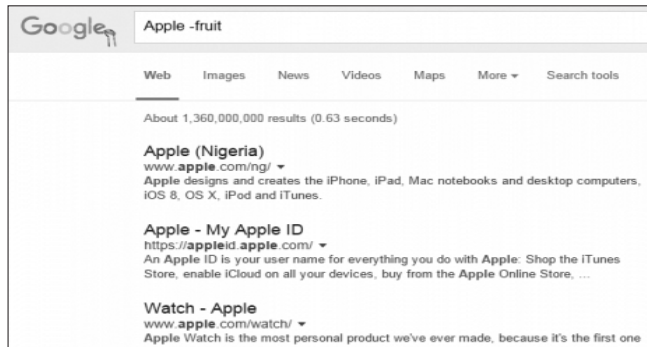 Google
Apple -fruit
Web Images News Videos Maps More Search tools
About 1,360,000,000 results (0.63 seconds)
Apple (Nigeria)
www.apple.com/ng/
Apple designs and creates the iPhone, iPad, Mac notebooks and desktop computers,
iOS 8, OS X, iPod and iTunes.
Apple - My Apple ID
https://appleid.apple.com/
An Apple ID is your user name for everything you do with Apple: Shop the iTunes
Store, enable iCloud on all your devices, buy from the Apple Online Store, ...
Watch - Apple
www.apple.com/watch/
Apple Watch is the most personal product we've ever made, because it's the first one